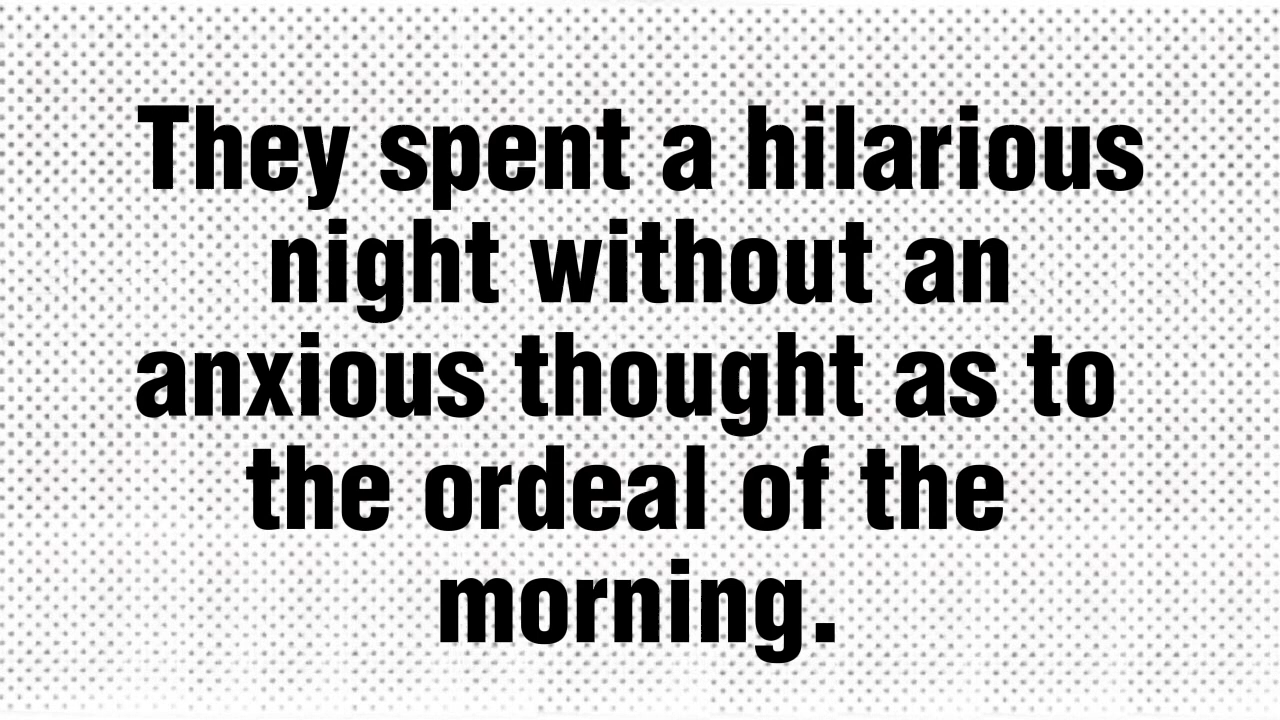 They spent a hilarious
night without an
anxious thought as to
the ordeal of the
morning.